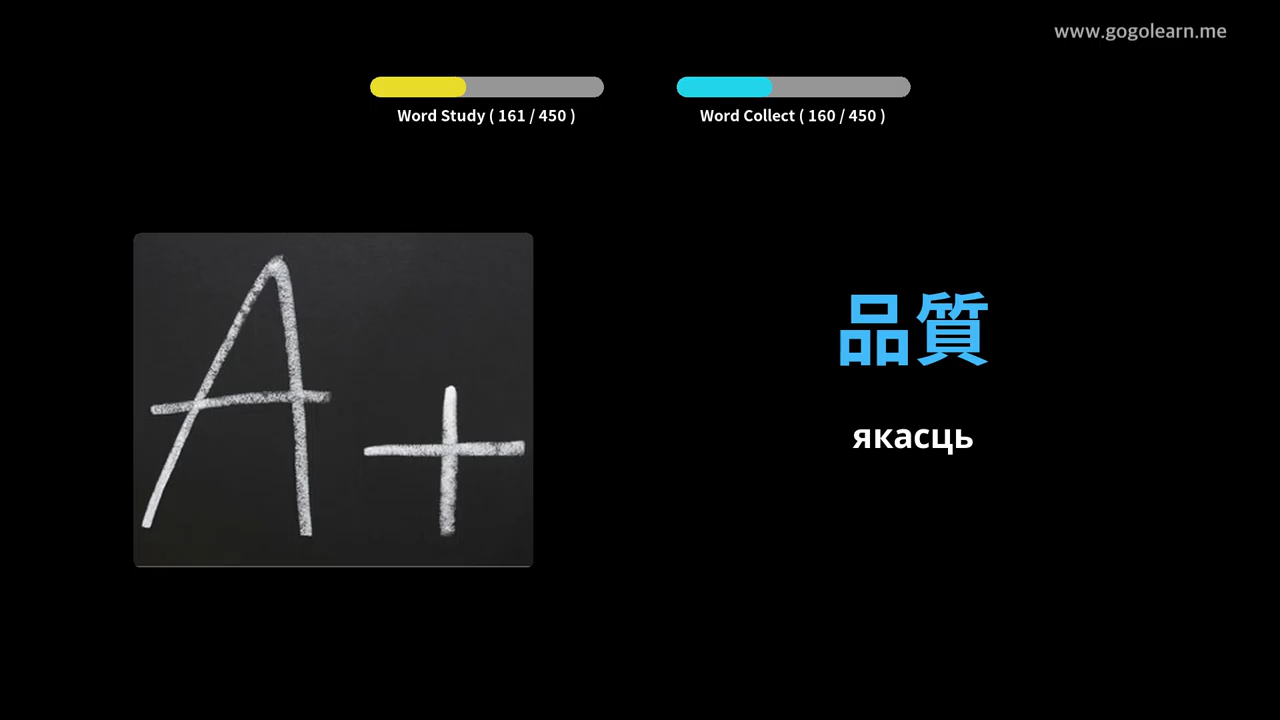 www.gogolearn.me
Word Study ( 161 / 450 )
Word Collect ( 160 / 450 )
A+
品質
якасць